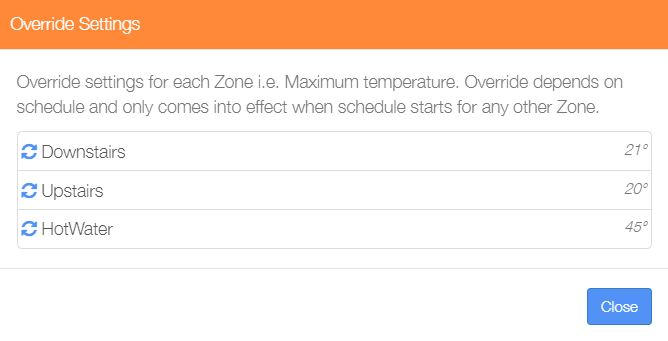 Override Settings
Override settings for each Zone i.e. Maximum temperature. Override depends on
schedule and only comes into effect when schedule starts for any other Zone.
Downstairs 21°
Upstairs 20°
HotWater 45°
Close